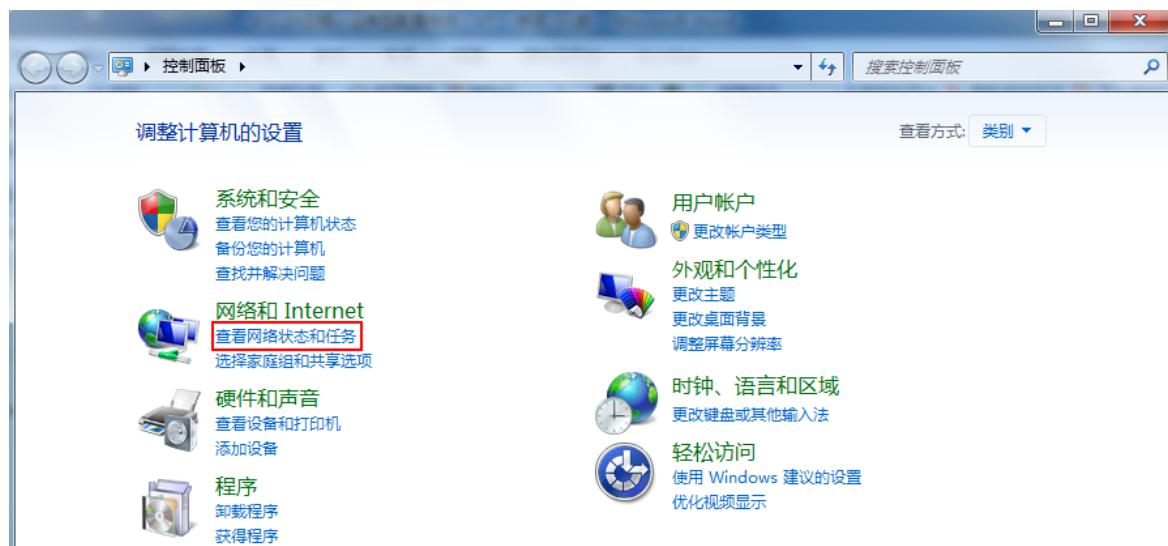 控制面板
搜索控制面板
调整计算机的设置
查看方式: 类别
系统和安全
查看您的计算机状态
备份您的计算机
查找并解决问题
网络和 Internet
查看网络状态和任务
选择家庭组和共享选项
硬件和声音
查看设备和打印机
添加设备
程序
卸载程序
获得程序
用户帐户
更改帐户类型
外观和个性化
更改主题
更改桌面背景
调整屏幕分辨率
时钟、语言和区域
更改键盘或其他输入法
轻松访问
使用 Windows 建议的设置
优化视频显示